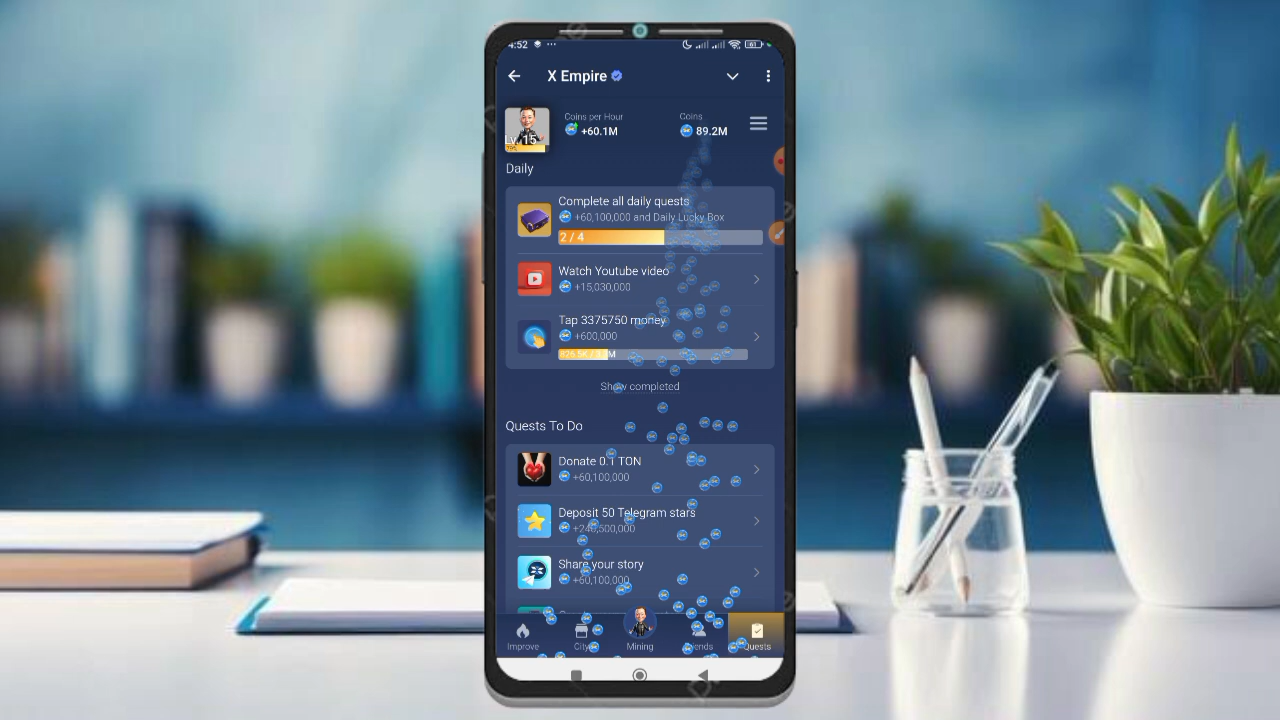 4:52
61
X Empire
Coins per Hour
+60.1M
Coins
89.2M
Lv. 15
Daily
Complete all daily quests
+60,100,000 and Daily Lucky Box
2 / 4
Watch Youtube video
+15,030,000
Tap 3375750 money
+600,000
Show completed
Quests To Do
Donate 0.1 TON
+60,100,000
Deposit 50 Telegram stars
Share your story
+60,100,000
Improve
City
Mining
Friends
Quests